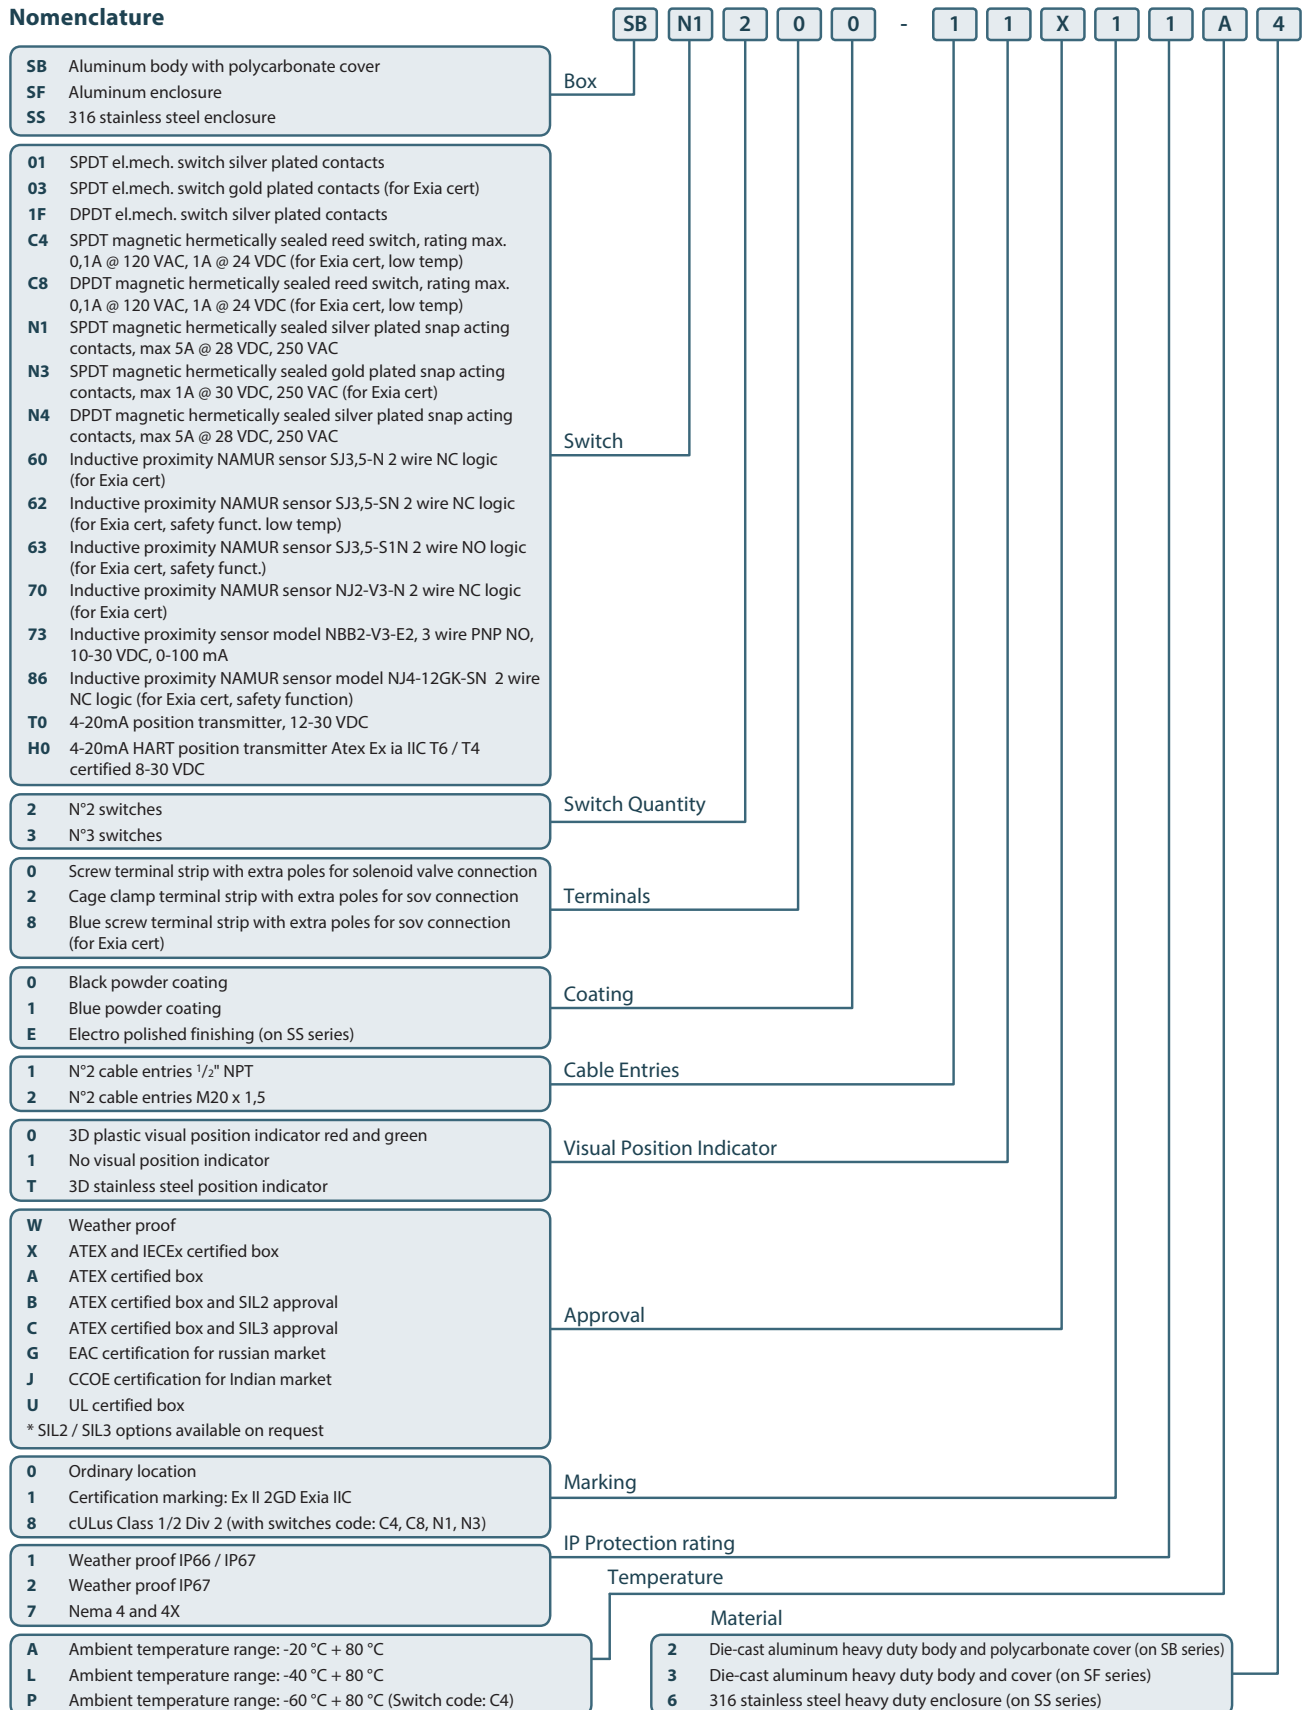 Nomenclature
SB N1 2 0 0 - 1 1 X 1 1 A 4
SB Aluminum body with polycarbonate cover
SF Aluminum enclosure
SS 316 stainless steel enclosure
Box
01 SPDT el.mech. switch silver plated contacts
03 SPDT el.mech. switch gold plated contacts (for Exia cert)
1F DPDT el.mech. switch silver plated contacts
C4 SPDT magnetic hermetically sealed reed switch, rating max.
0,1A @ 120 VAC, 1A @ 24 VDC (for Exia cert, low temp)
C8 DPDT magnetic hermetically sealed reed switch, rating max.
0,1A @ 120 VAC, 1A @ 24 VDC (for Exia cert, low temp)
N1 SPDT magnetic hermetically sealed silver plated snap acting
contacts, max 5A @ 28 VDC, 250 VAC
N3 SPDT magnetic hermetically sealed gold plated snap acting
contacts, max 1A @ 30 VDC, 250 VAC (for Exia cert)
N4 DPDT magnetic hermetically sealed silver plated snap acting
contacts, max 5A @ 28 VDC, 250 VAC
60 Inductive proximity NAMUR sensor SJ3,5-N 2 wire NC logic
(for Exia cert)
62 Inductive proximity NAMUR sensor SJ3,5-SN 2 wire NC logic
(for Exia cert, safety funct. low temp)
63 Inductive proximity NAMUR sensor SJ3,5-S1N 2 wire NO logic
(for Exia cert, safety funct.)
70 Inductive proximity NAMUR sensor NJ2-V3-N 2 wire NC logic
(for Exia cert)
73 Inductive proximity sensor model NBB2-V3-E2, 3 wire PNP NO,
10-30 VDC, 0-100 mA
86 Inductive proximity NAMUR sensor model NJ4-12GK-SN 2 wire
NC logic (for Exia cert, safety function)
T0 4-20mA position transmitter, 12-30 VDC
H0 4-20mA HART position transmitter Atex Ex ia IIC T6 / T4
certified 8-30 VDC
Switch
2 N°2 switches
3 N°3 switches
Switch Quantity
0 Screw terminal strip with extra poles for solenoid valve connection
2 Cage clamp terminal strip with extra poles for sov connection
8 Blue screw terminal strip with extra poles for sov connection
(for Exia cert)
Terminals
0 Black powder coating
1 Blue powder coating
E Electro polished finishing (on SS series)
Coating
1 N°2 cable entries 1/2" NPT
2 N°2 cable entries M20 x 1,5
Cable Entries
0 3D plastic visual position indicator red and green
1 No visual position indicator
T 3D stainless steel position indicator
Visual Position Indicator
W Weather proof
X ATEX and IECEx certified box
A ATEX certified box
B ATEX certified box and SIL2 approval
C ATEX certified box and SIL3 approval
G EAC certification for russian market
J CCOE certification for Indian market
U UL certified box
* SIL2 / SIL3 options available on request
Approval
0 Ordinary location
1 Certification marking: Ex II 2GD Exia IIC
8 cULus Class 1/2 Div 2 (with switches code: C4, C8, N1, N3)
Marking
1 Weather proof IP66 / IP67
2 Weather proof IP67
7 Nema 4 and 4X
IP Protection rating
Temperature
A Ambient temperature range: -20 °C + 80 °C
L Ambient temperature range: -40 °C + 80 °C
P Ambient temperature range: -60 °C + 80 °C (Switch code: C4)
Material
2 Die-cast aluminum heavy duty body and polycarbonate cover (on SB series)
3 Die-cast aluminum heavy duty body and cover (on SF series)
6 316 stainless steel heavy duty enclosure (on SS series)